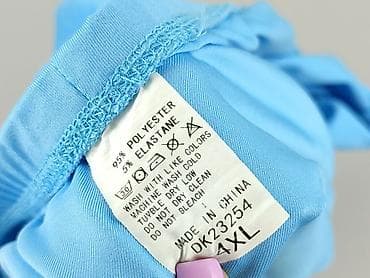 95% POLYESTER
5% ELASTANE
WASH WITH LIKE COLORS
MACHINE WASH COLD
TUMBLE DRY LOW
DO NOT DRY CLEAN
DO NOT BLEACH
MADE IN CHINA
DK23254
4XL